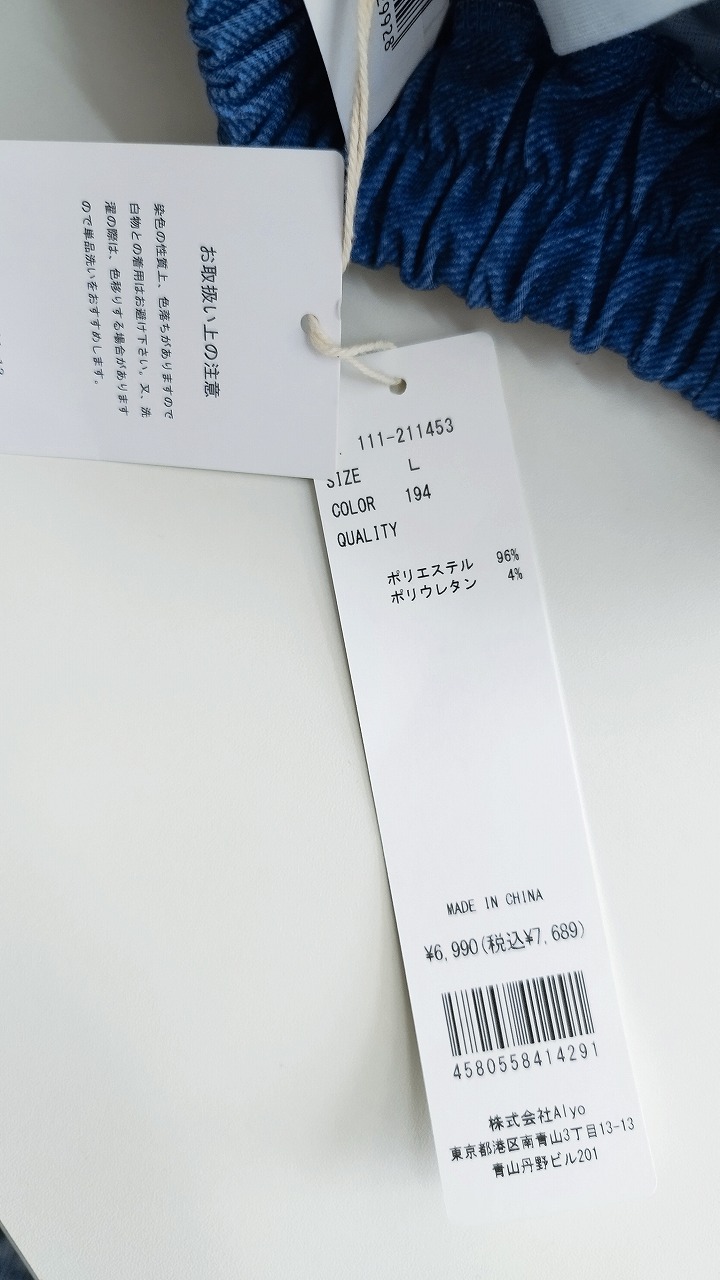 お取扱い上の注意
染色の性質上、色落ちがありますので
白物との着用はお避け下さい。又、洗
濯の際は、色移りする場合があります
ので単品洗いをおすすめします。
111-211453
SIZE L
COLOR 194
QUALITY
ポリエステル 96%
ポリウレタン 4%
MADE IN CHINA
¥6,990(税込¥7,689)
4580558414291
株式会社Alyo
東京都港区南青山3丁目13-13
青山丹野ビル201